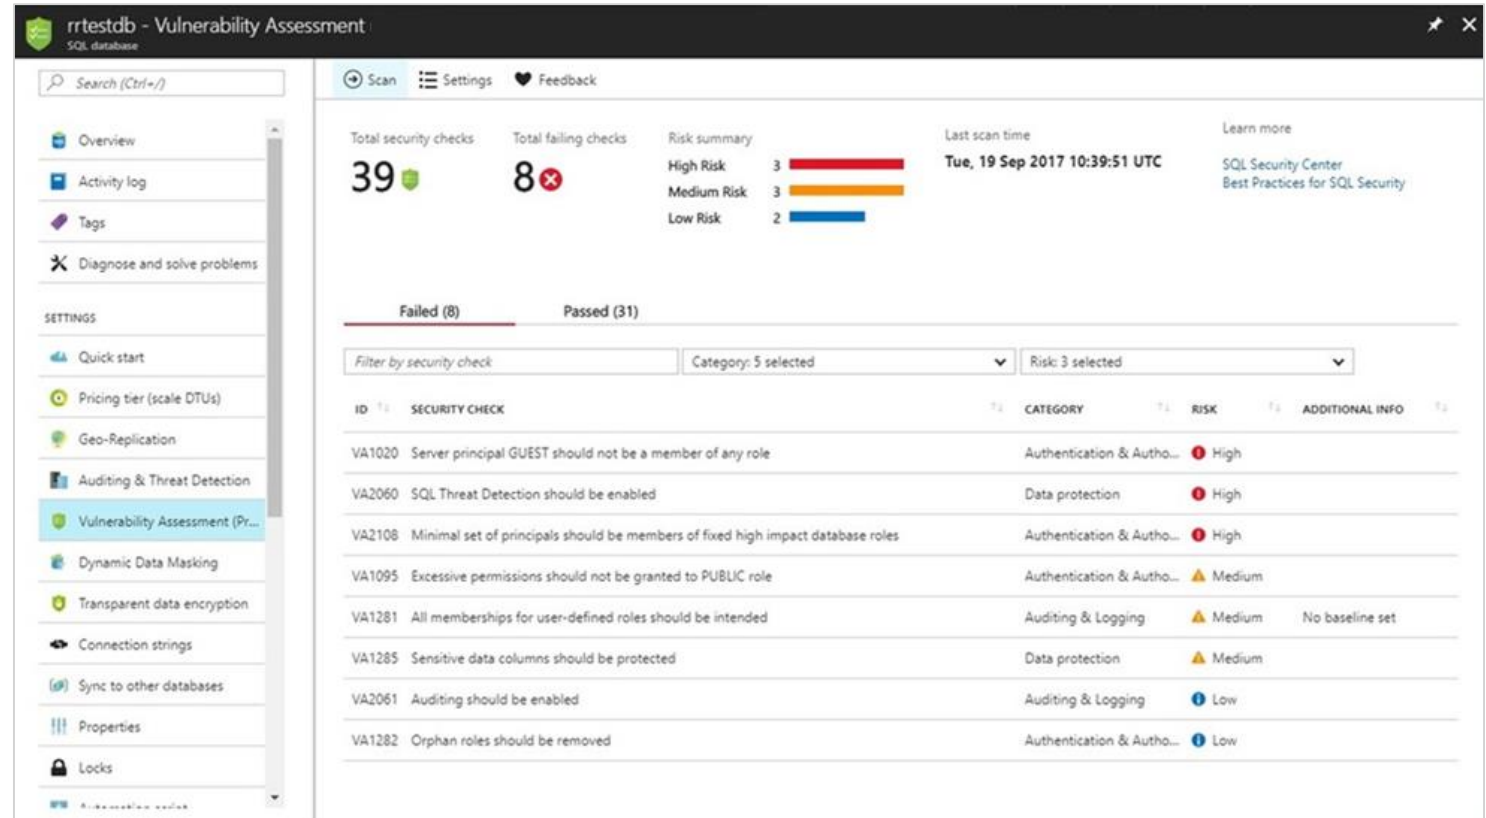 rrtestdb - Vulnerability Assessment
SQL database
Search (Ctrl+/)
Overview
Activity log
Tags
Diagnose and solve problems
SETTINGS
Quick start
Pricing tier (scale DTUs)
Geo-Replication
Auditing & Threat Detection
Vulnerability Assessment (Pr...
Dynamic Data Masking
Transparent data encryption
Connection strings
Sync to other databases
Properties
Locks
Automation script
Scan Settings Feedback
Total security checks
39
Total failing checks
8
Risk summary
High Risk 3
Medium Risk 3
Low Risk 2
Last scan time
Tue, 19 Sep 2017 10:39:51 UTC
Learn more
SQL Security Center
Best Practices for SQL Security
Failed (8) Passed (31)
Filter by security check Category: 5 selected Risk: 3 selected
ID SECURITY CHECK CATEGORY RISK ADDITIONAL INFO
VA1020 Server principal GUEST should not be a member of any role Authentication & Autho... High
VA2060 SQL Threat Detection should be enabled Data protection High
VA2108 Minimal set of principals should be members of fixed high impact database roles Authentication & Autho... High
VA1095 Excessive permissions should not be granted to PUBLIC role Authentication & Autho... Medium
VA1281 All memberships for user-defined roles should be intended Auditing & Logging Medium No baseline set
VA1285 Sensitive data columns should be protected Data protection Medium
VA2061 Auditing should be enabled Auditing & Logging Low
VA1282 Orphan roles should be removed Authentication & Autho... Low